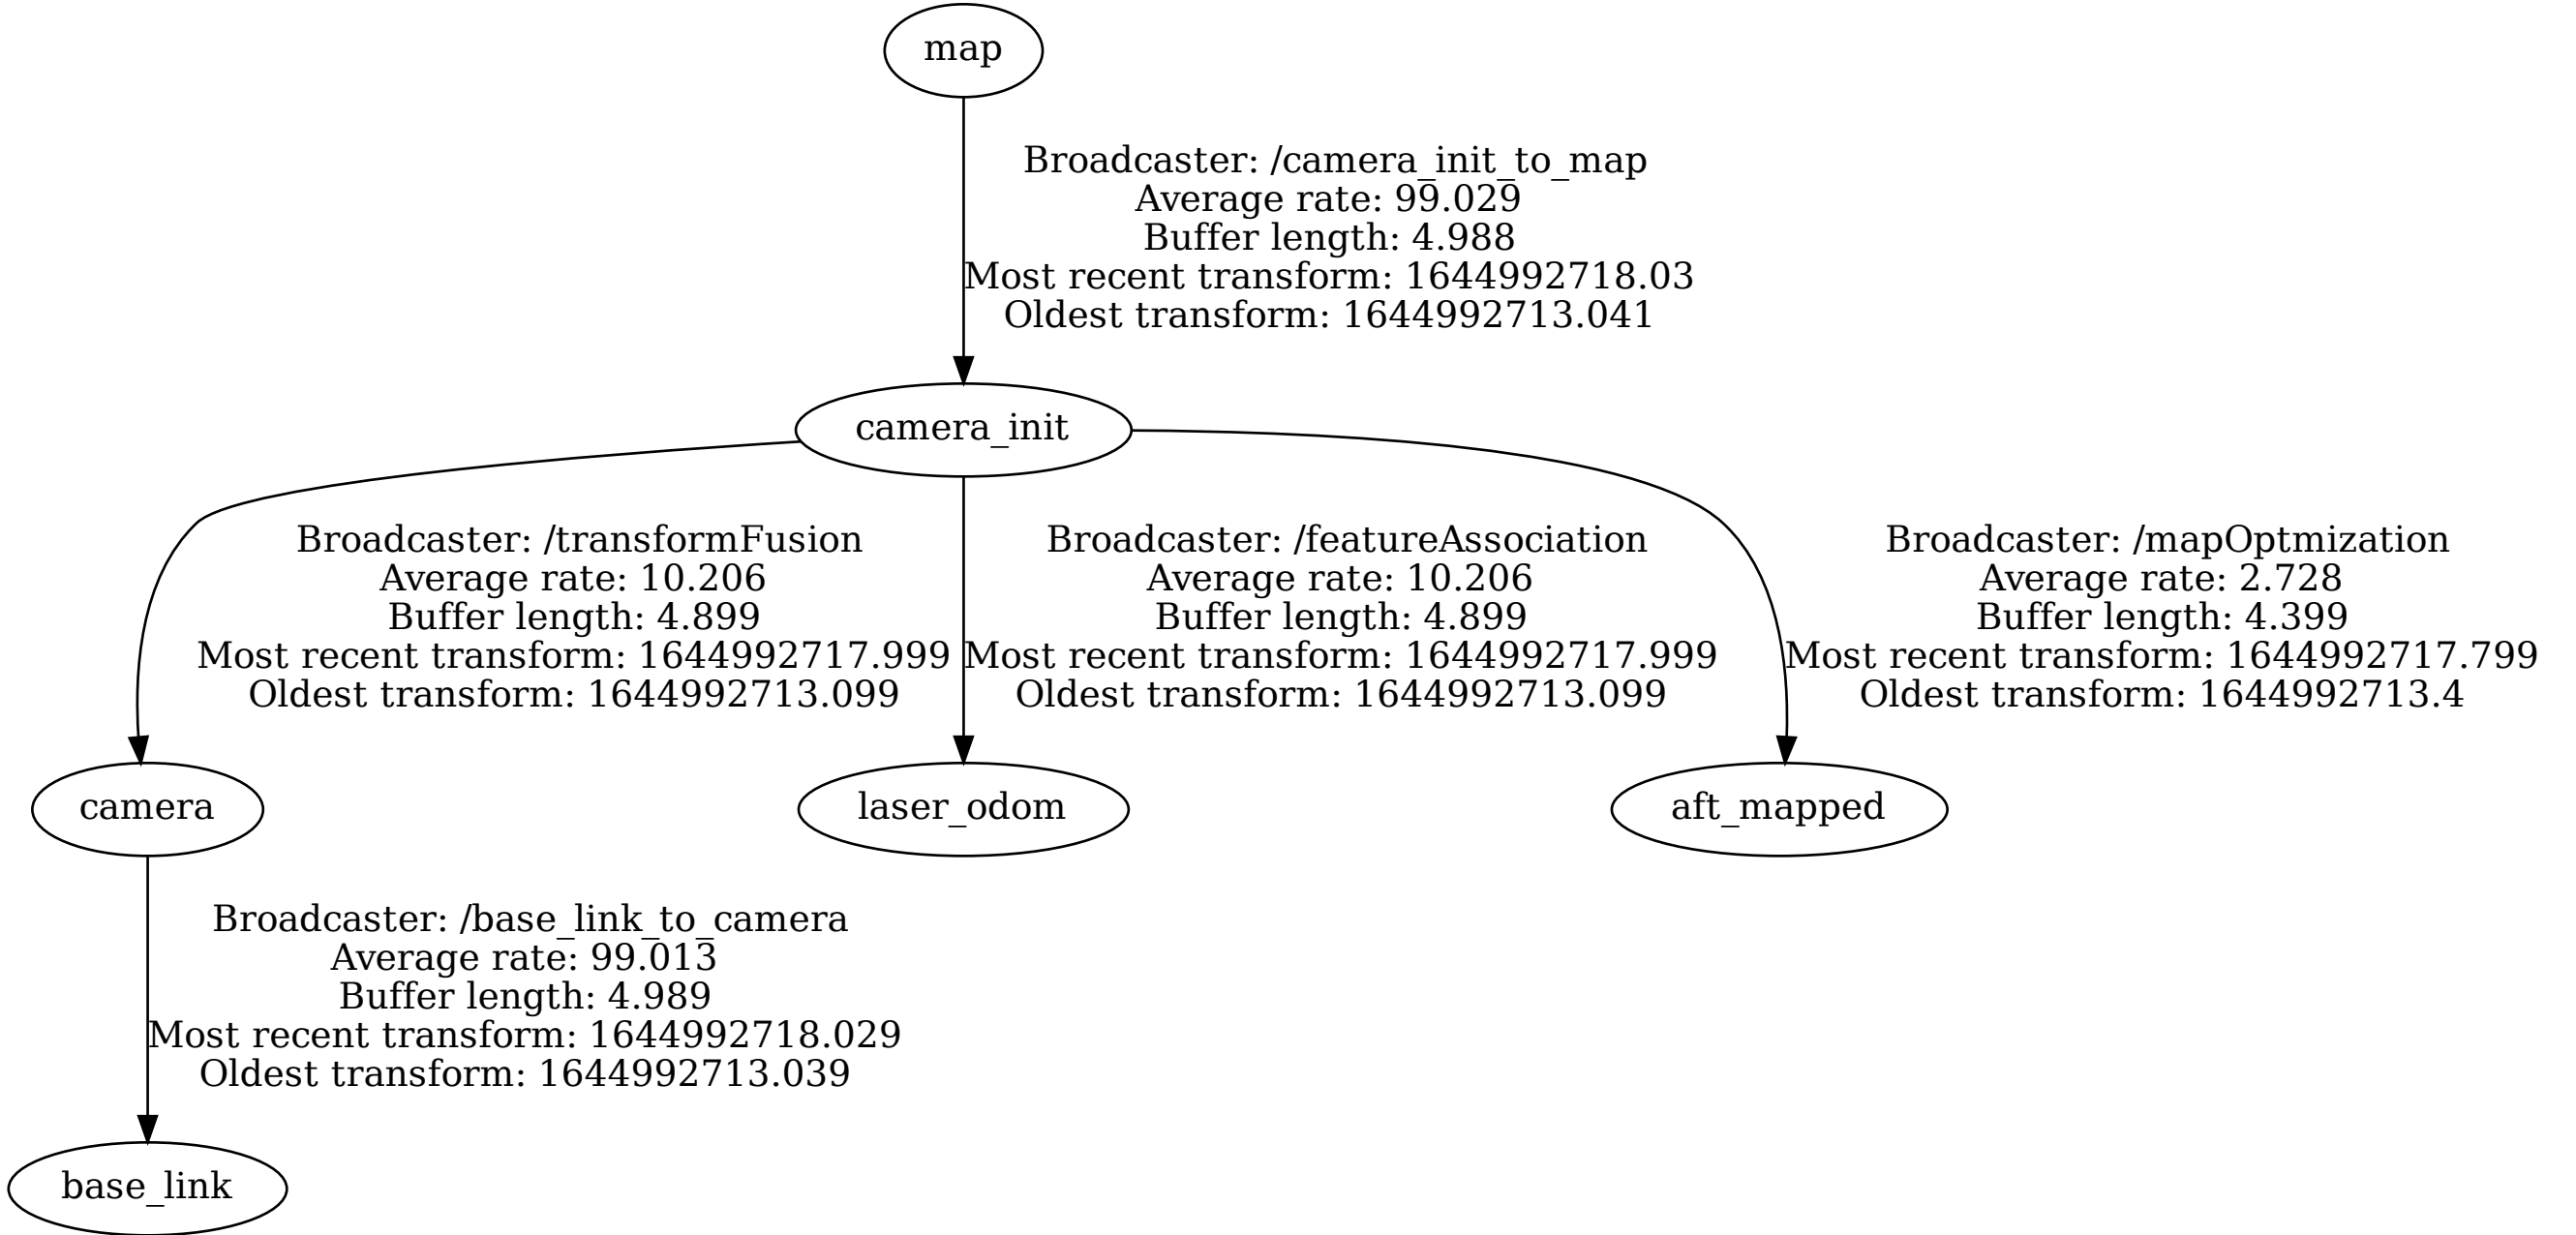 map
Broadcaster: /camera_init_to_map
Average rate: 99.029
Buffer length: 4.988
Most recent transform: 1644992718.03
Oldest transform: 1644992713.041
camera_init
Broadcaster: /transformFusion
Average rate: 10.206
Buffer length: 4.899
Most recent transform: 1644992717.999
Oldest transform: 1644992713.099
Broadcaster: /featureAssociation
Average rate: 10.206
Buffer length: 4.899
Most recent transform: 1644992717.999
Oldest transform: 1644992713.099
Broadcaster: /mapOptmization
Average rate: 2.728
Buffer length: 4.399
Most recent transform: 1644992717.799
Oldest transform: 1644992713.4
camera
laser_odom
aft_mapped
Broadcaster: /base_link_to_camera
Average rate: 99.013
Buffer length: 4.989
Most recent transform: 1644992718.029
Oldest transform: 1644992713.039
base_link